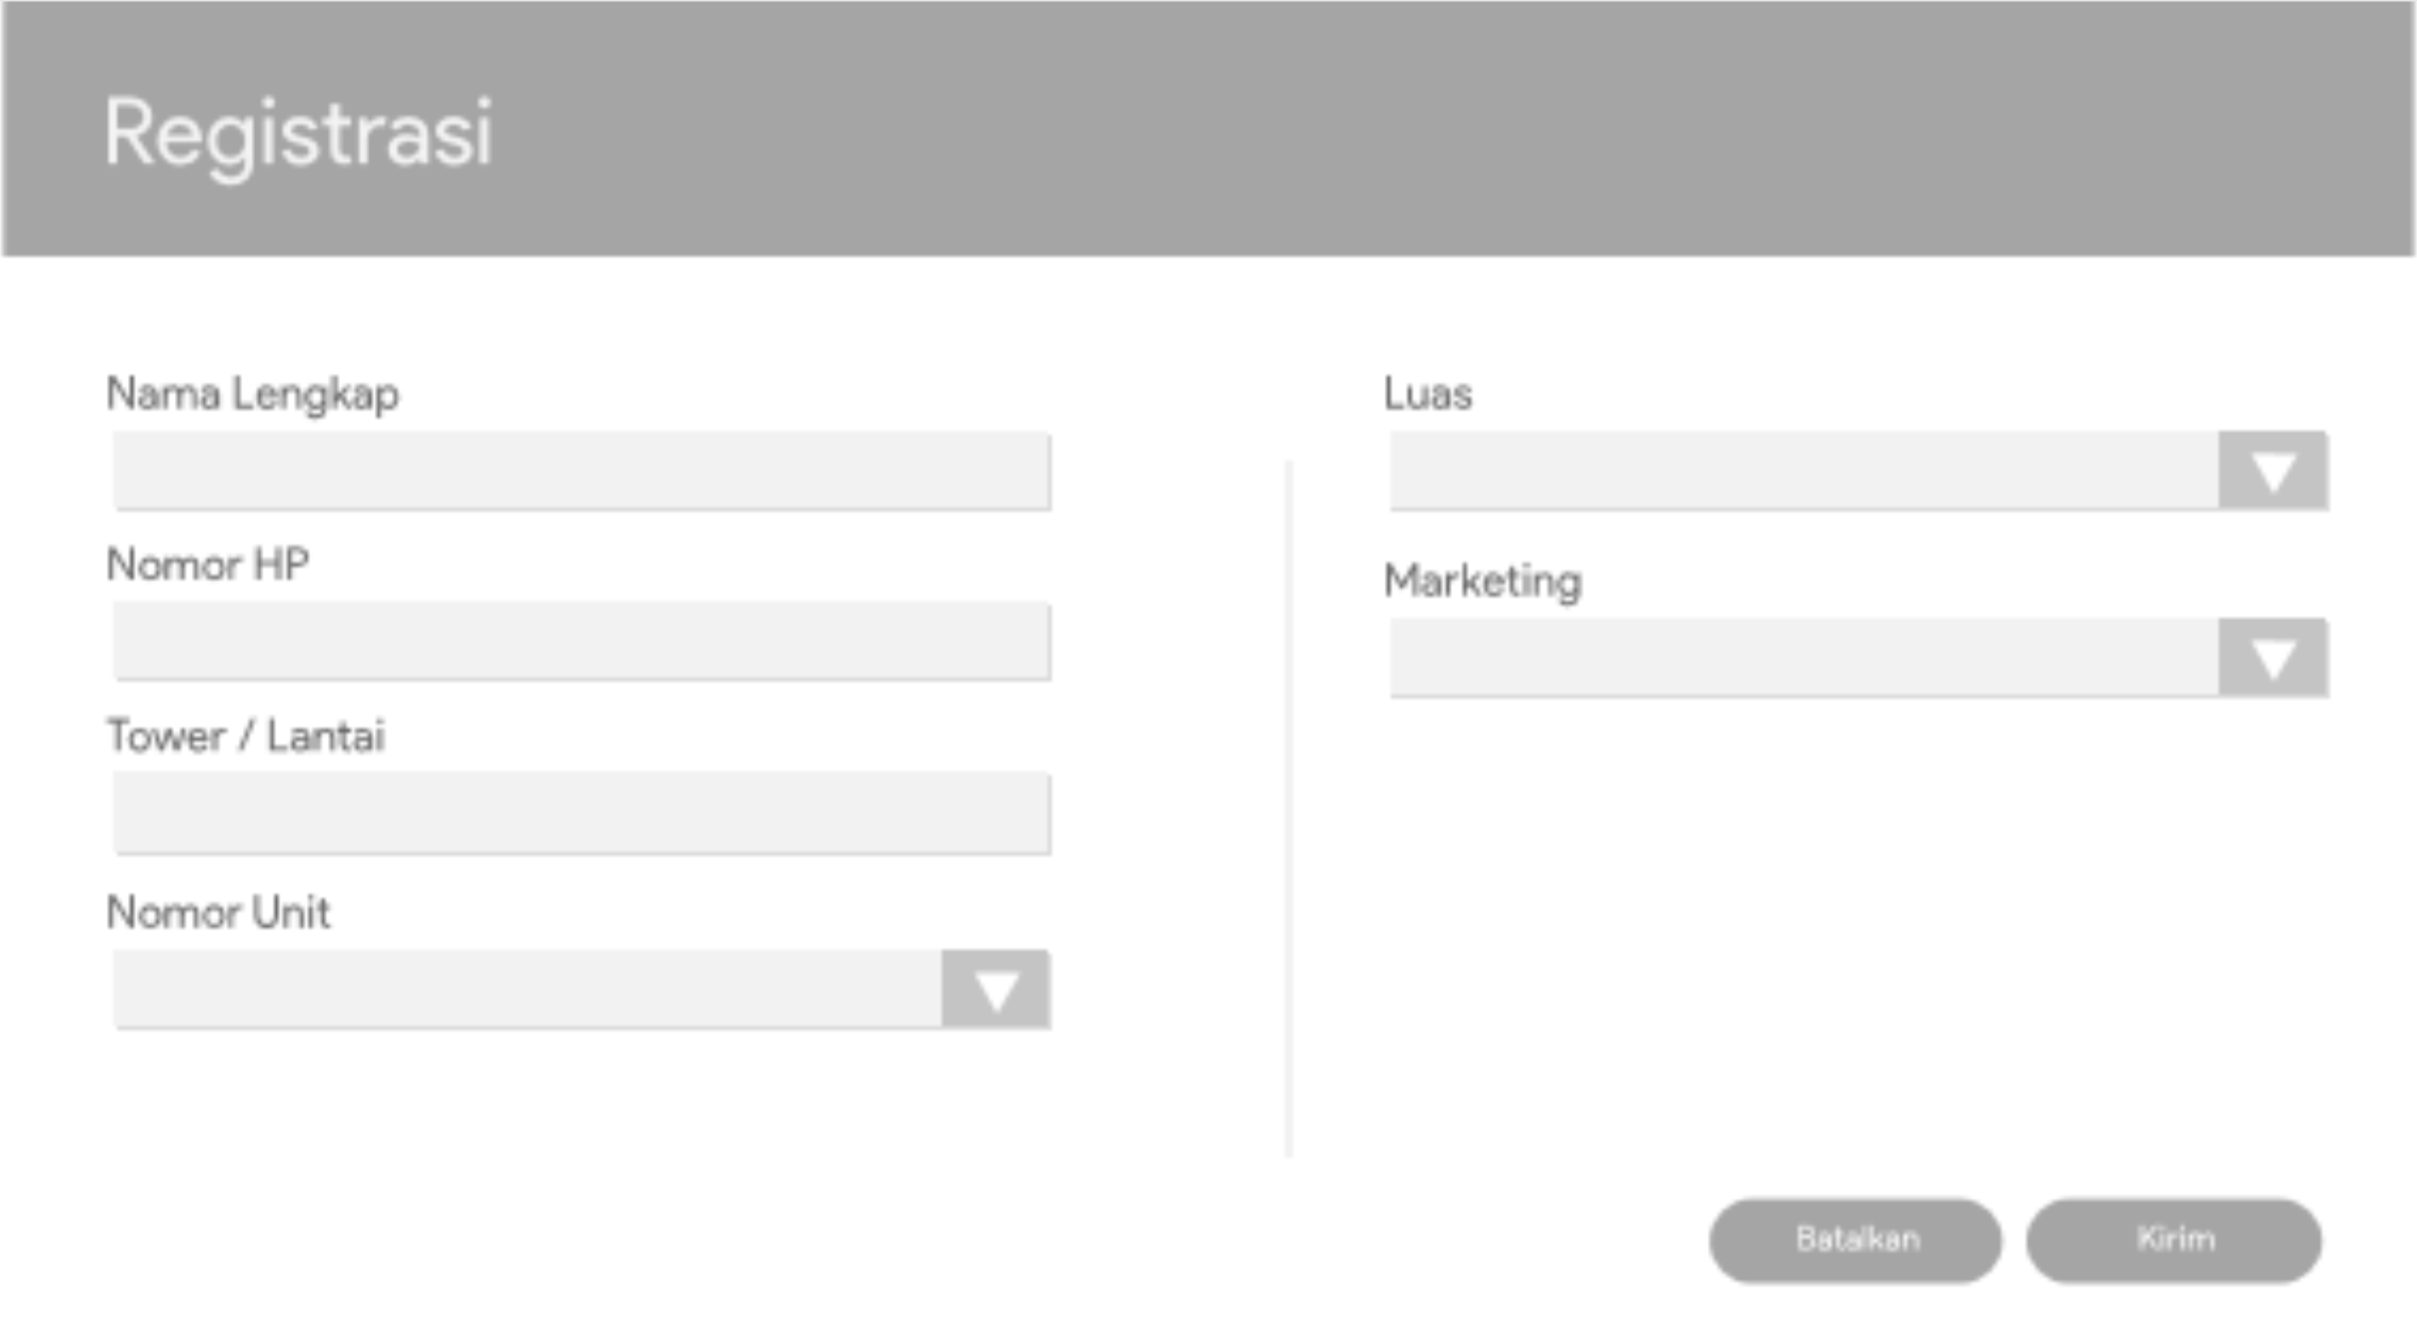 Registrasi
Nama Lengkap
Nomor HP
Tower / Lantai
Nomor Unit
Luas
Marketing
Batalkan
Kirim